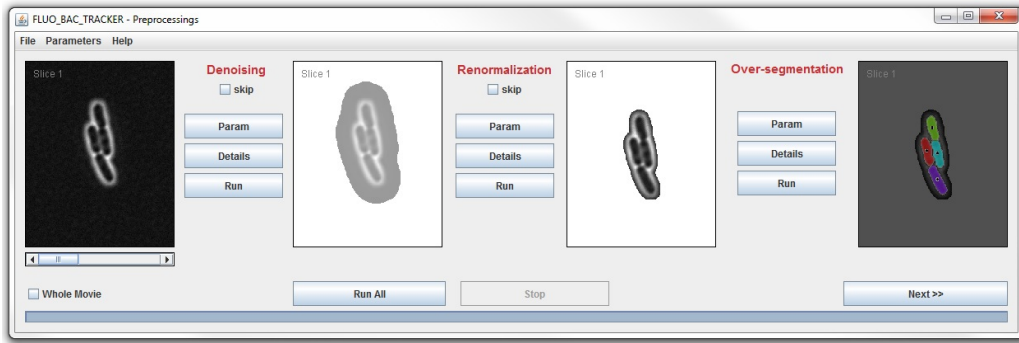 FLUO_BAC_TRACKER - Preprocessings
File Parameters Help
Slice 1
Denoising
skip
Param
Details
Run
Slice 1
Renormalization
skip
Param
Details
Run
Slice 1
Over-segmentation
Param
Details
Run
Slice 1
Whole Movie
Run All
Stop
Next >>